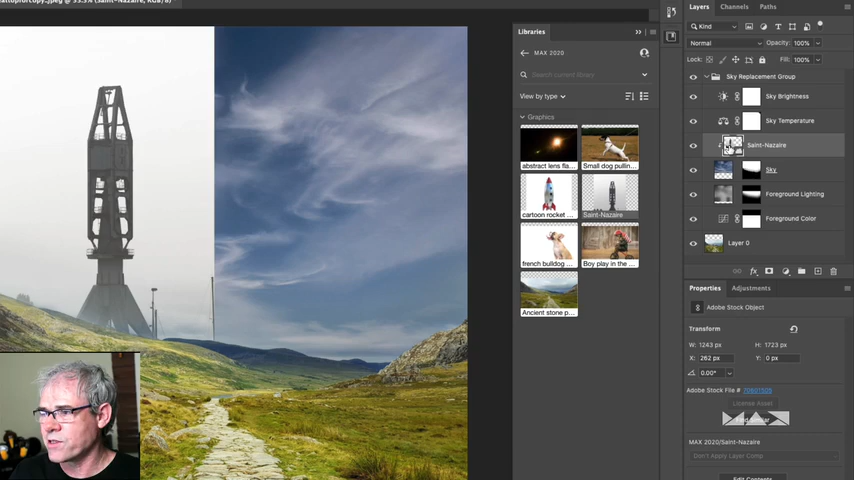 Libraries
MAX 2020
Search current library
View by type
Graphics
abstract lens fla...
Small dog pullin...
cartoon rocket ...
Saint-Nazaire
french bulldog ...
Boy play in the ...
Ancient stone p...
Layers Channels Paths
Kind
Normal Opacity: 100%
Lock: Fill: 100%
Sky Replacement Group
Sky Brightness
Sky Temperature
Saint-Nazaire
Sky
Foreground Lighting
Foreground Color
Layer 0
fx
Properties Adjustments
Adobe Stock Object
Transform
W: 1243 px H: 1723 px
X: 262 px Y: 0 px
0.00°
Adobe Stock File #
License Asset
MAX 2020/Saint-Nazaire
Don't Apply Layer Comp
Edit Contents